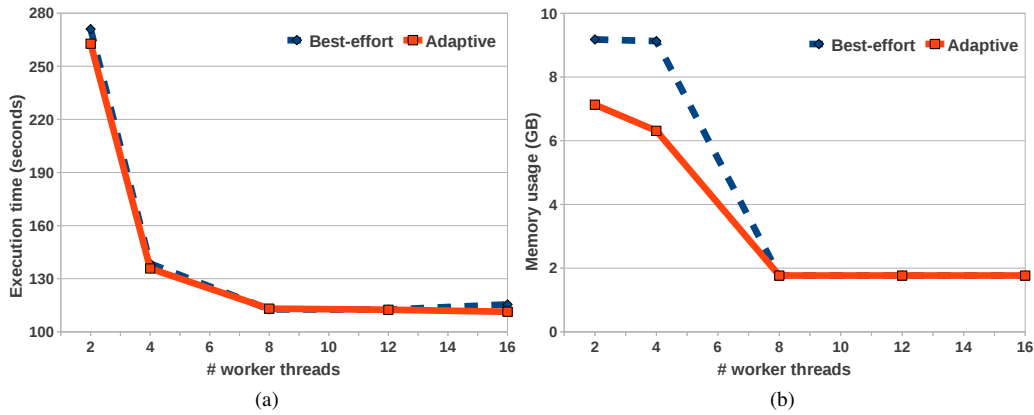 280
250
220
190
160
130
100
Execution time (seconds)
Best-effort
Adaptive
2 4 6 8 10 12 14 16
# worker threads
(a)
10
8
6
4
2
0
Memory usage (GB)
Best-effort
Adaptive
2 4 6 8 10 12 14 16
# worker threads
(b)